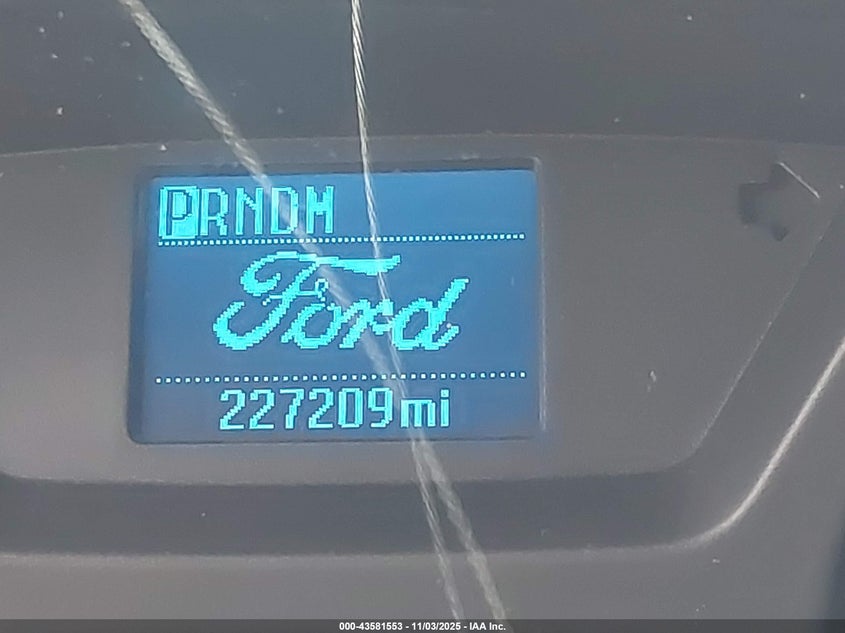 PRNDM
Ford
227209mi
000-43581553 - 11/03/2025 - IAA Inc.